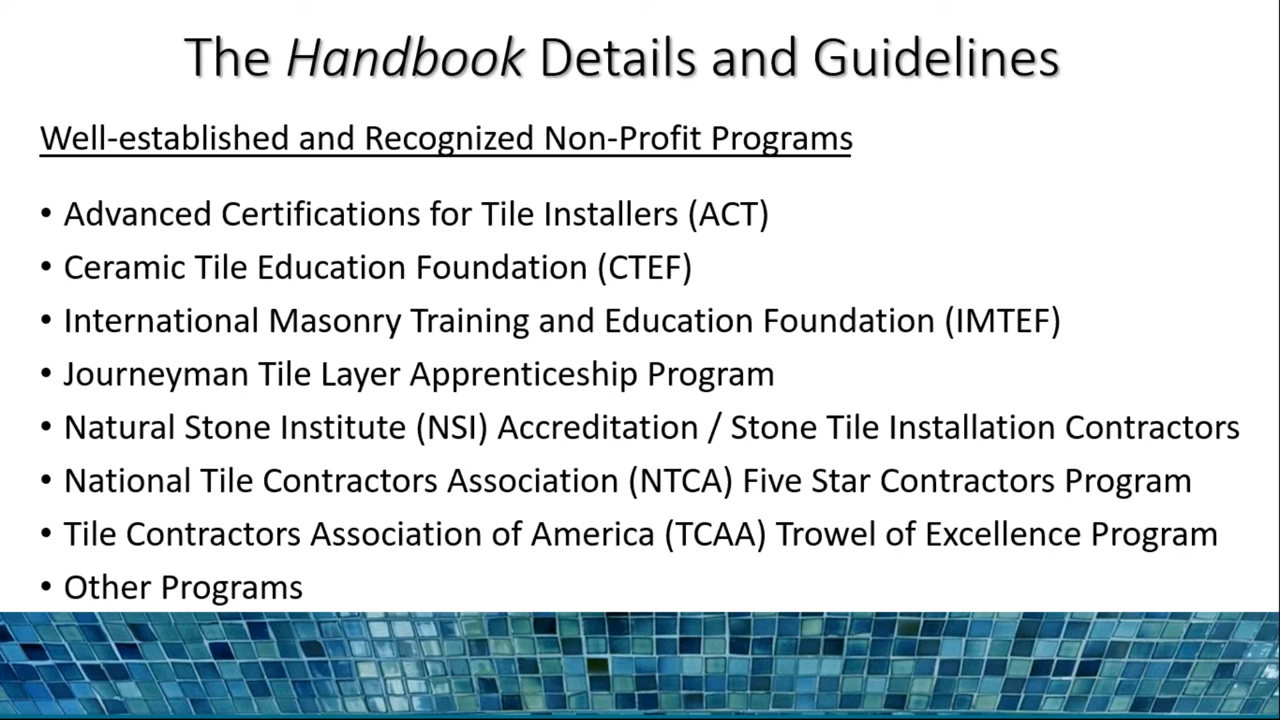 The Handbook Details and Guidelines
Well-established and Recognized Non-Profit Programs
• Advanced Certifications for Tile Installers (ACT)
• Ceramic Tile Education Foundation (CTEF)
• International Masonry Training and Education Foundation (IMTEF)
• Journeyman Tile Layer Apprenticeship Program
• Natural Stone Institute (NSI) Accreditation / Stone Tile Installation Contractors
• National Tile Contractors Association (NTCA) Five Star Contractors Program
• Tile Contractors Association of America (TCAA) Trowel of Excellence Program
• Other Programs